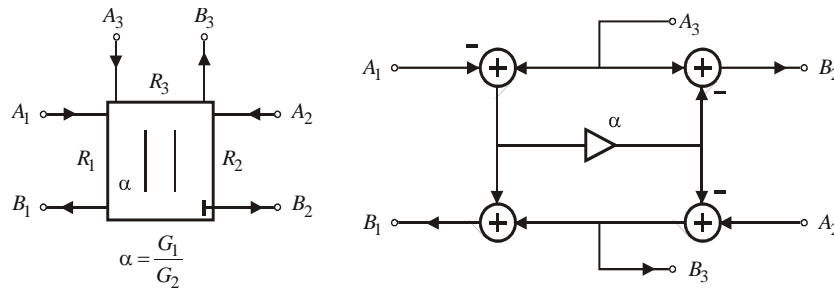 A₃ B₃
R₃
A₁ A₂
R₁ R₂
α
B₁ B₂
α = G₁/G₂
A₃
A₁ − + + B₂
−
α
−
B₁ + + A₂
B₃